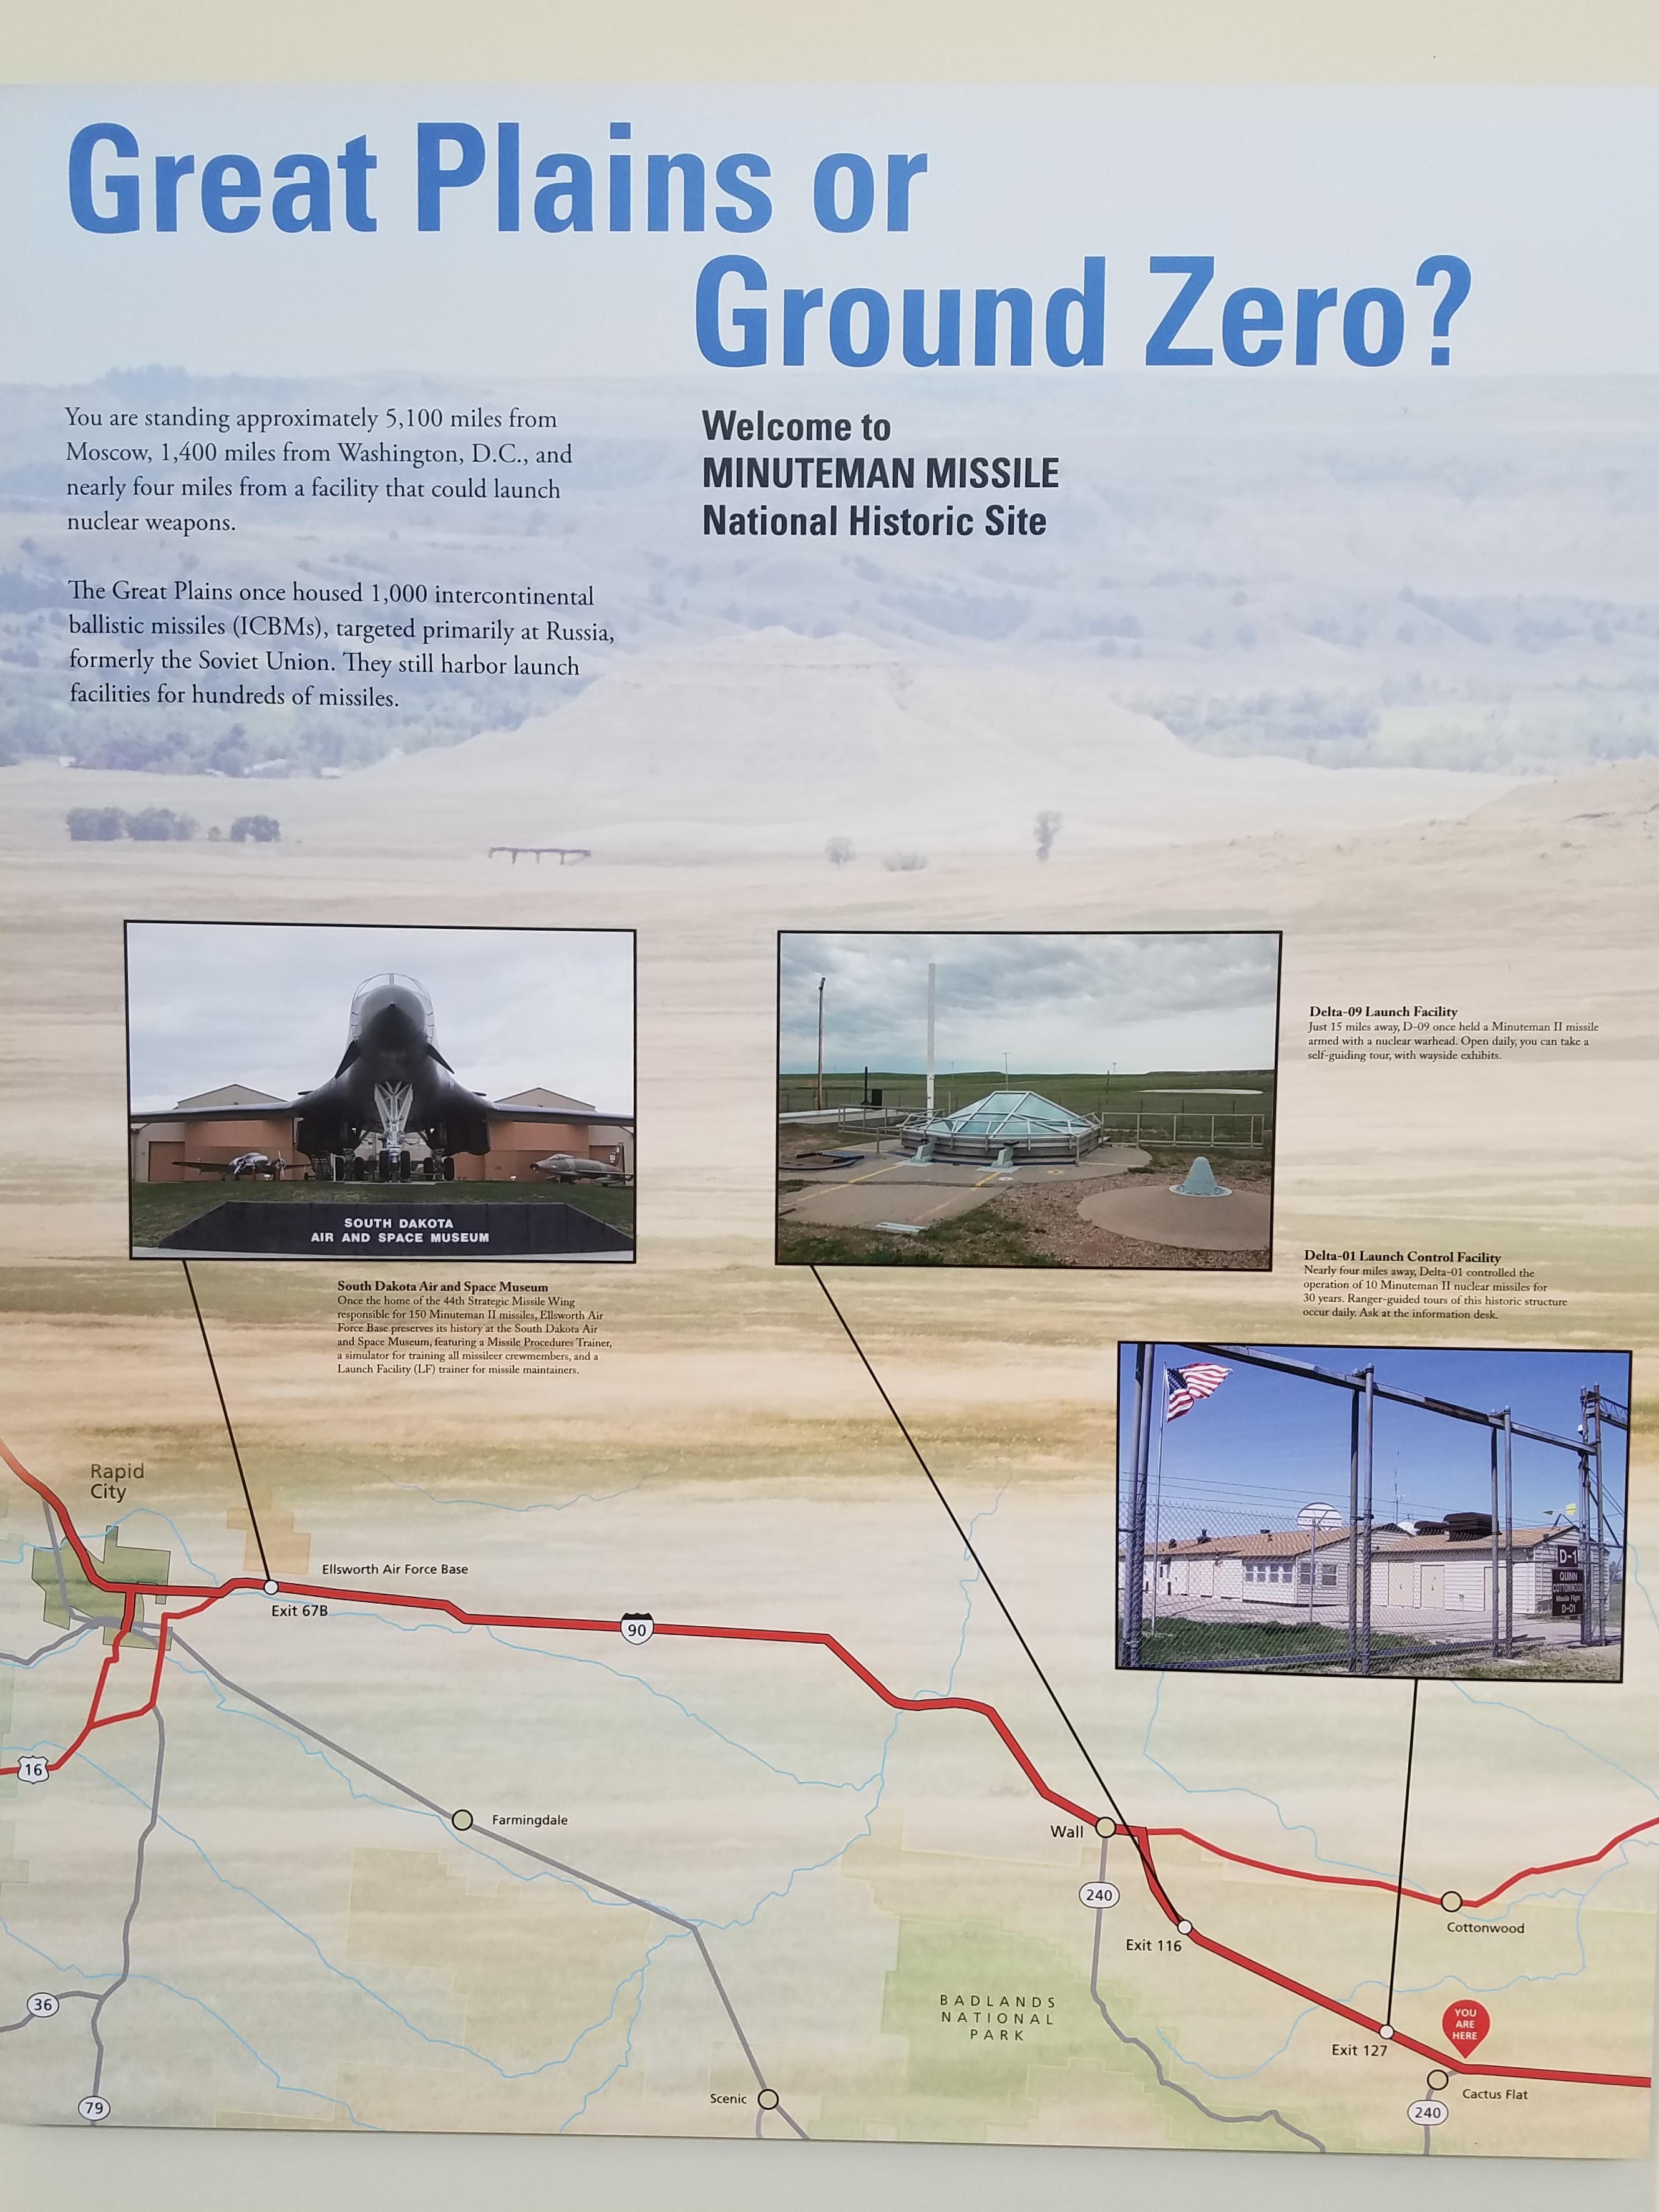 Great Plains or
Ground Zero?
You are standing approximately 5,100 miles from
Moscow, 1,400 miles from Washington, D.C., and
nearly four miles from a facility that could launch
nuclear weapons.
The Great Plains once housed 1,000 intercontinental
ballistic missiles (ICBMs), targeted primarily at Russia,
formerly the Soviet Union. They still harbor launch
facilities for hundreds of missiles.
Welcome to
MINUTEMAN MISSILE
National Historic Site
SOUTH DAKOTA
AIR AND SPACE MUSEUM
South Dakota Air and Space Museum
Once the home of the 44th Strategic Missile Wing
responsible for 150 Minuteman II missiles, Ellsworth Air
Force Base preserves its history at the South Dakota Air
and Space Museum, featuring a Missile Procedures Trainer,
a simulator for training all missileer crewmembers, and a
Launch Facility (LF) trainer for missile maintainers.
Delta-09 Launch Facility
Just 15 miles away, D-09 once held a Minuteman II missile
armed with a nuclear warhead. Open daily, you can take a
self-guiding tour, with wayside exhibits.
Delta-01 Launch Control Facility
Nearly four miles away, Delta-01 controlled the
operation of 10 Minuteman II nuclear missiles for
30 years. Ranger-guided tours of this historic structure
occur daily. Ask at the information desk.
D-1
QUINN
COTTONWOOD
Missile Flight
D-01
Rapid
City
Ellsworth Air Force Base
Exit 67B
90
16
Farmingdale
Wall
240
Cottonwood
Exit 116
36
BADLANDS
NATIONAL
PARK
YOU
ARE
HERE
Exit 127
Cactus Flat
Scenic
79
240